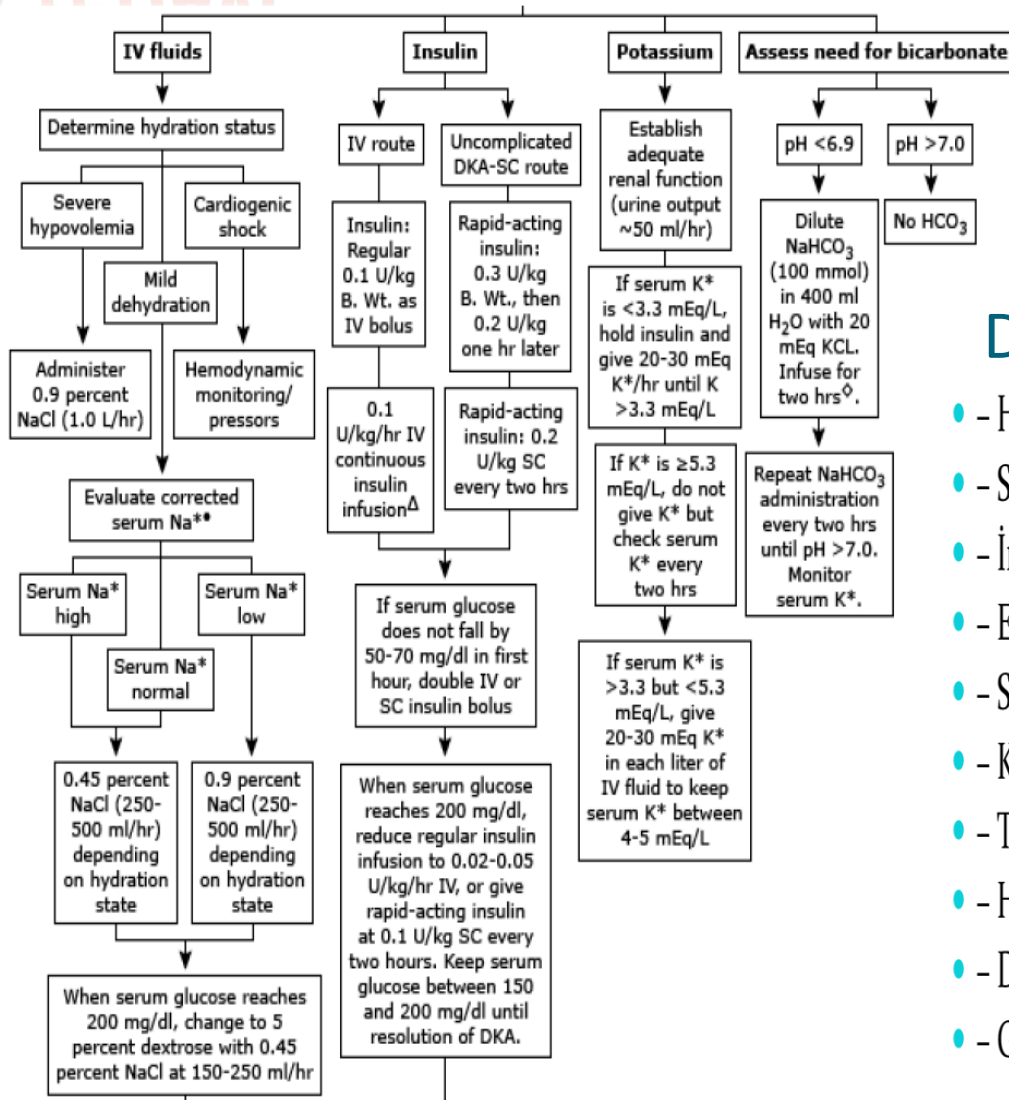 IV fluids
Determine hydration status
Severe
hypovolemia
Cardiogenic
shock
Mild
dehydration
Administer
0.9 percent
NaCl (1.0 L/hr)
Hemodynamic
monitoring/
pressors
Evaluate corrected
serum Na*•
Serum Na*
high
Serum Na*
low
Serum Na*
normal
0.45 percent
NaCl (250-
500 ml/hr)
depending
on hydration
state
0.9 percent
NaCl (250-
500 ml/hr)
depending
on hydration
state
When serum glucose reaches
200 mg/dl, change to 5
percent dextrose with 0.45
percent NaCl at 150-250 ml/hr
Insulin
IV route
Uncomplicated
DKA-SC route
Insulin:
Regular
0.1 U/kg
B. Wt. as
IV bolus
Rapid-acting
insulin:
0.3 U/kg
B. Wt., then
0.2 U/kg
one hr later
0.1
U/kg/hr IV
continuous
insulin
infusionΔ
Rapid-acting
insulin: 0.2
U/kg SC
every two hrs
If serum glucose
does not fall by
50-70 mg/dl in first
hour, double IV or
SC insulin bolus
When serum glucose
reaches 200 mg/dl,
reduce regular insulin
infusion to 0.02-0.05
U/kg/hr IV, or give
rapid-acting insulin
at 0.1 U/kg SC every
two hours. Keep serum
glucose between 150
and 200 mg/dl until
resolution of DKA.
Potassium
Establish
adequate
renal function
(urine output
~50 ml/hr)
If serum K*
is <3.3 mEq/L,
hold insulin and
give 20-30 mEq
K*/hr until K
>3.3 mEq/L
If K* is ≥5.3
mEq/L, do not
give K* but
check serum
K* every
two hrs
If serum K* is
>3.3 but <5.3
mEq/L, give
20-30 mEq K*
in each liter of
IV fluid to keep
serum K* between
4-5 mEq/L
Assess need for bicarbonate
pH <6.9
pH >7.0
Dilute
NaHCO₃
(100 mmol)
in 400 ml
H₂O with 20
mEq KCL.
Infuse for
two hrs◊.
No HCO₃
Repeat NaHCO₃
administration
every two hrs
until pH >7.0.
Monitor
serum K*.